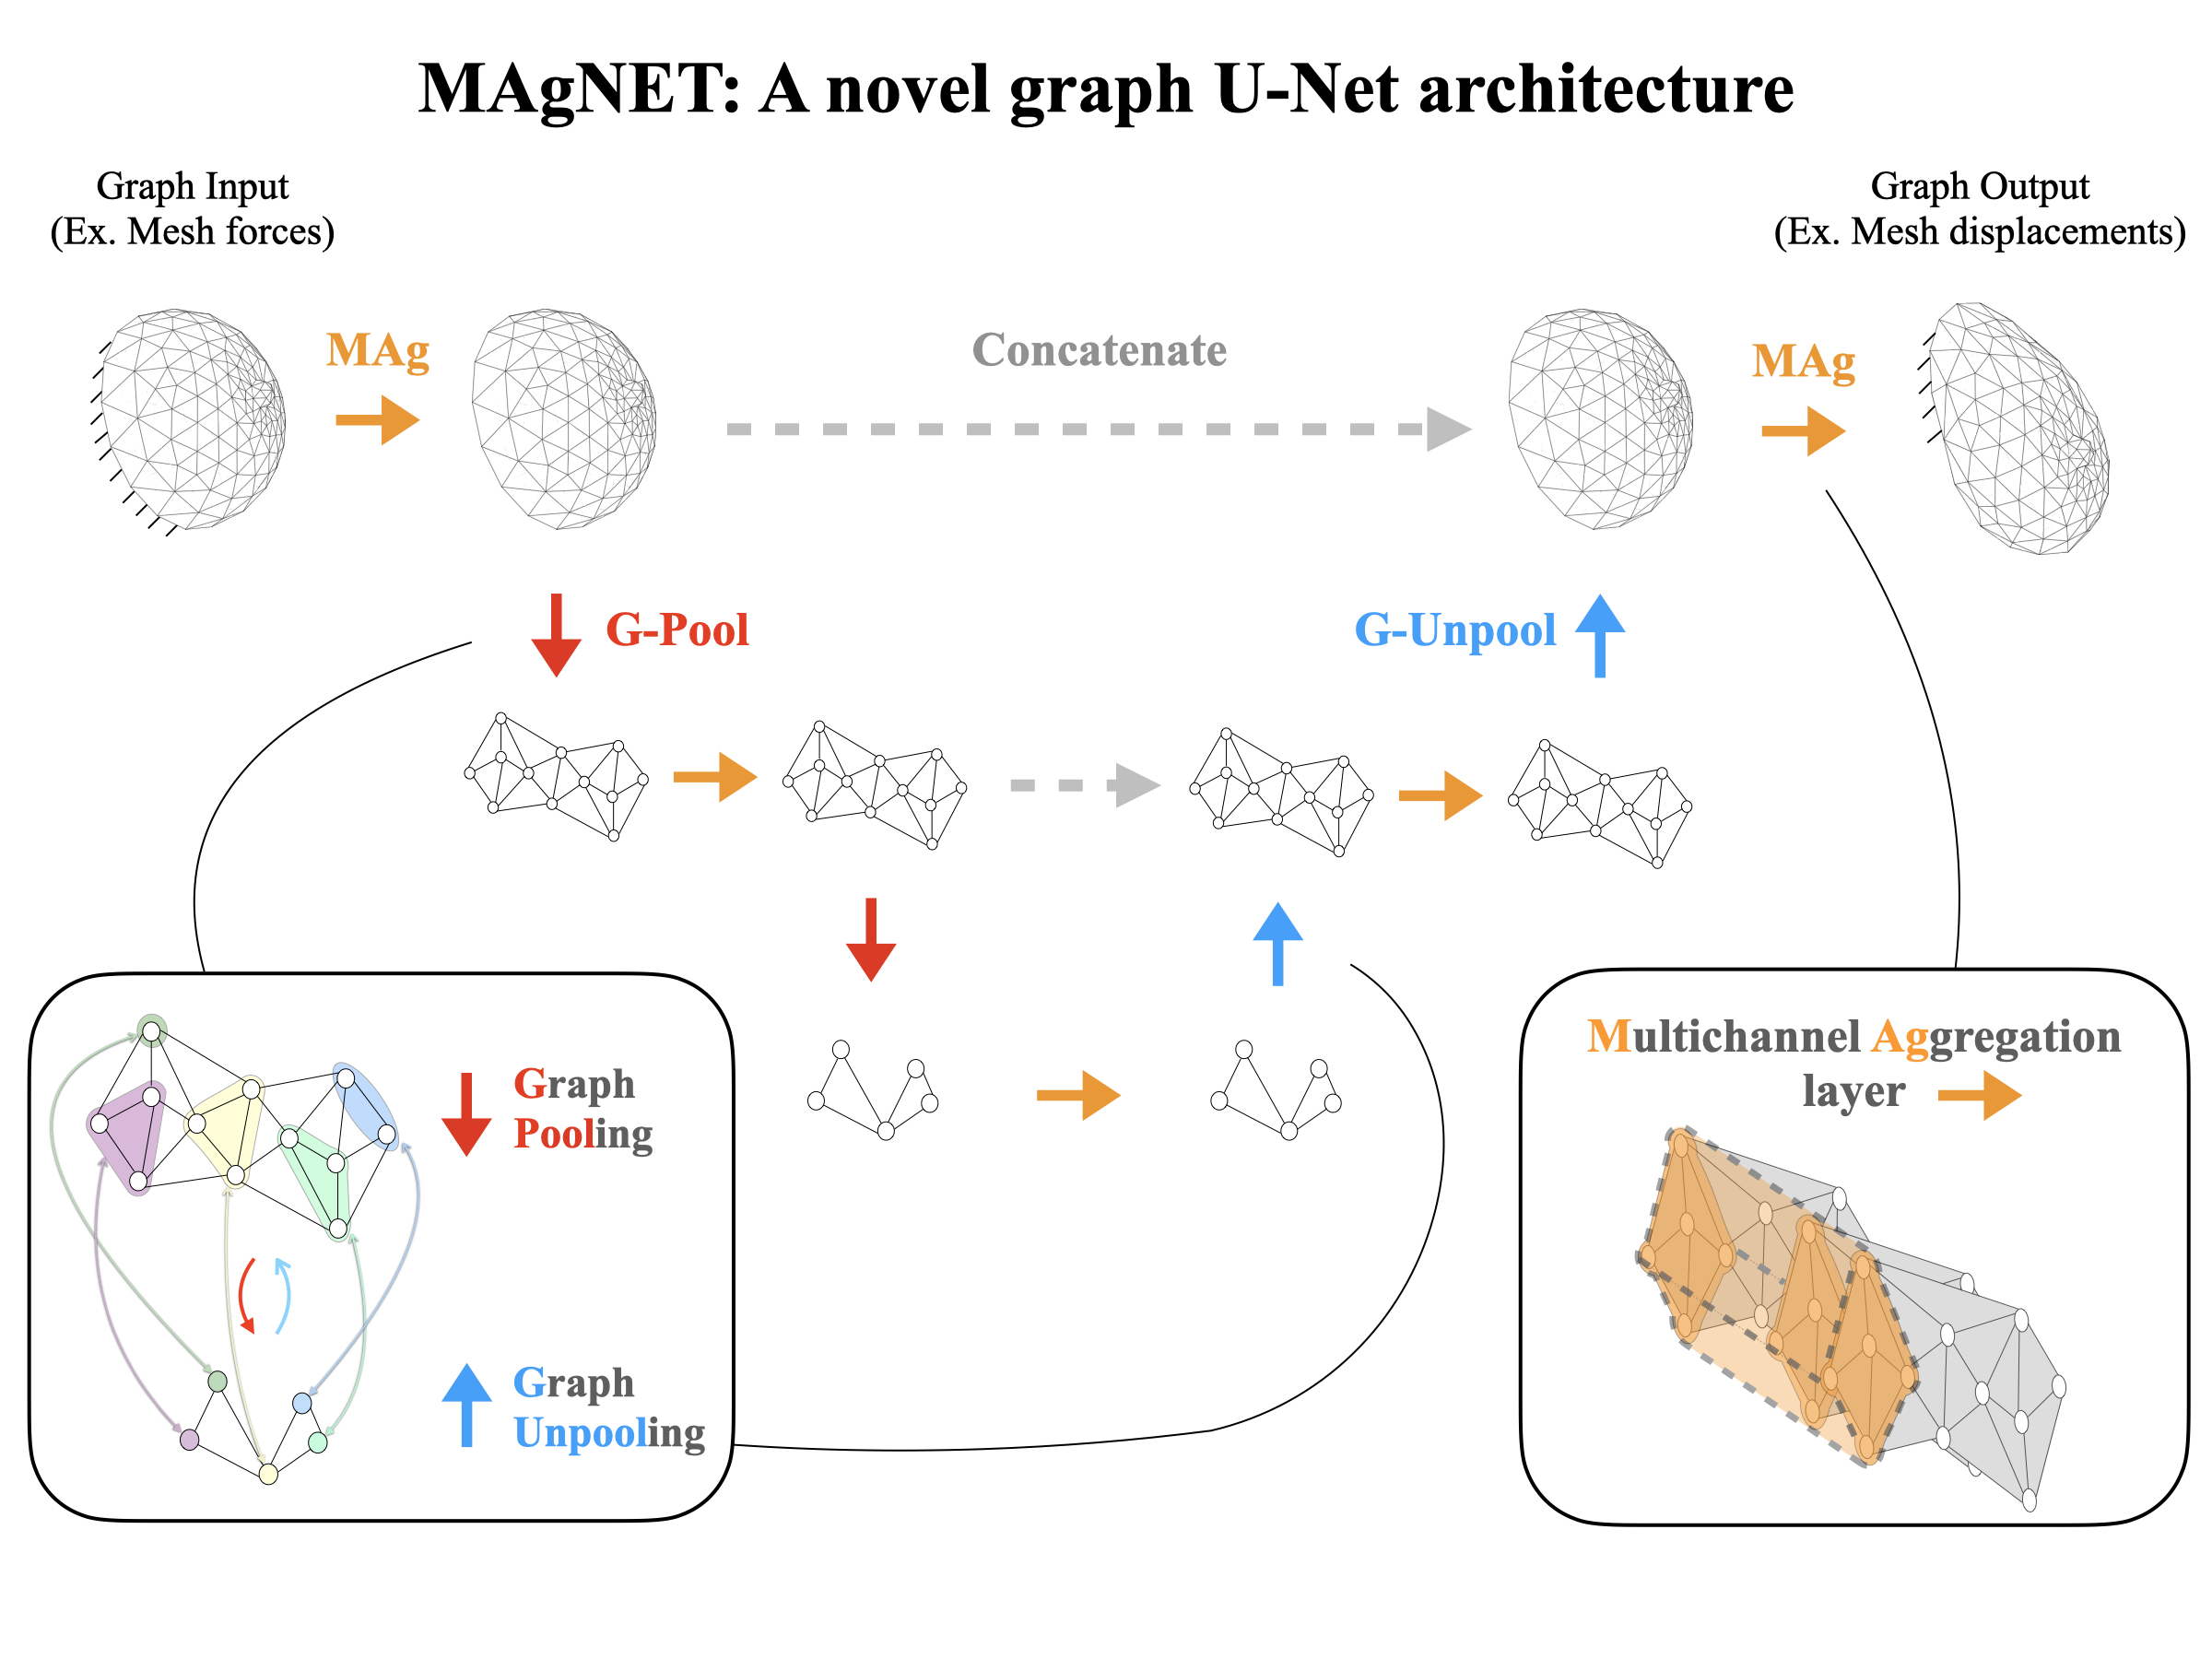 MAgNET: A novel graph U-Net architecture
Graph Input
(Ex. Mesh forces)
Graph Output
(Ex. Mesh displacements)
MAg
Concatenate
MAg
G-Pool
G-Unpool
Graph
Pooling
Graph
Unpooling
Multichannel Aggregation
layer